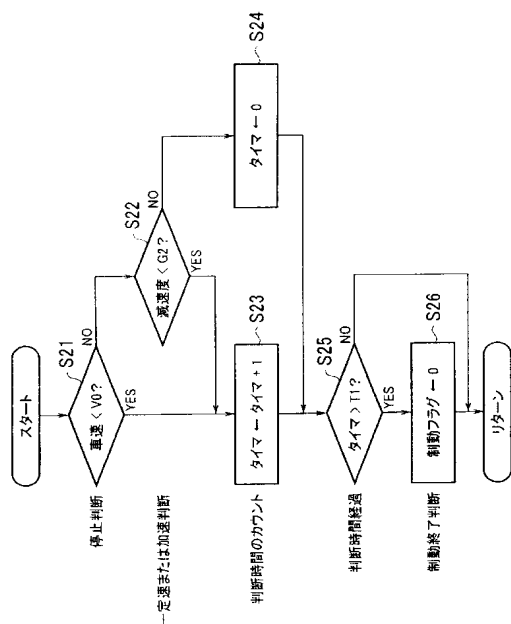 スタート
停止判断
車速 < V0?
S21
NO
YES
一定速または加速判断
減速度 < G2?
S22
NO
YES
判断時間のカウント
タイマ ← タイマ + 1
S23
タイマ ← 0
S24
判断時間経過
タイマ > T1?
S25
NO
YES
制動終了判断
制動フラグ ← 0
S26
リターン